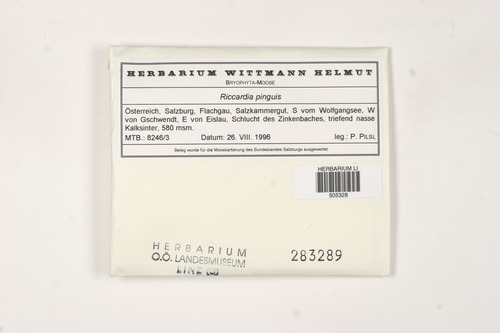 HERBARIUM WITTMANN HELMUT
BRYOPHYTA-MOOSE
Riccardia pinguis
Österreich, Salzburg, Flachgau, Salzkammergut, S vom Wolfgangsee, W
von Gschwendt, E von Eislau, Schlucht des Zinkenbaches, triefend nasse
Kalksinter, 580 msm.
MTB.: 8246/3 Datum: 26. VIII. 1996 leg.: P. PILSL
Beleg wurde für die Mooskartierung des Bundeslandes Salzburgs ausgewertet
HERBARIUM LI
505328
HERBARIUM
O.Ö. LANDESMUSEUM
LINZ
283289